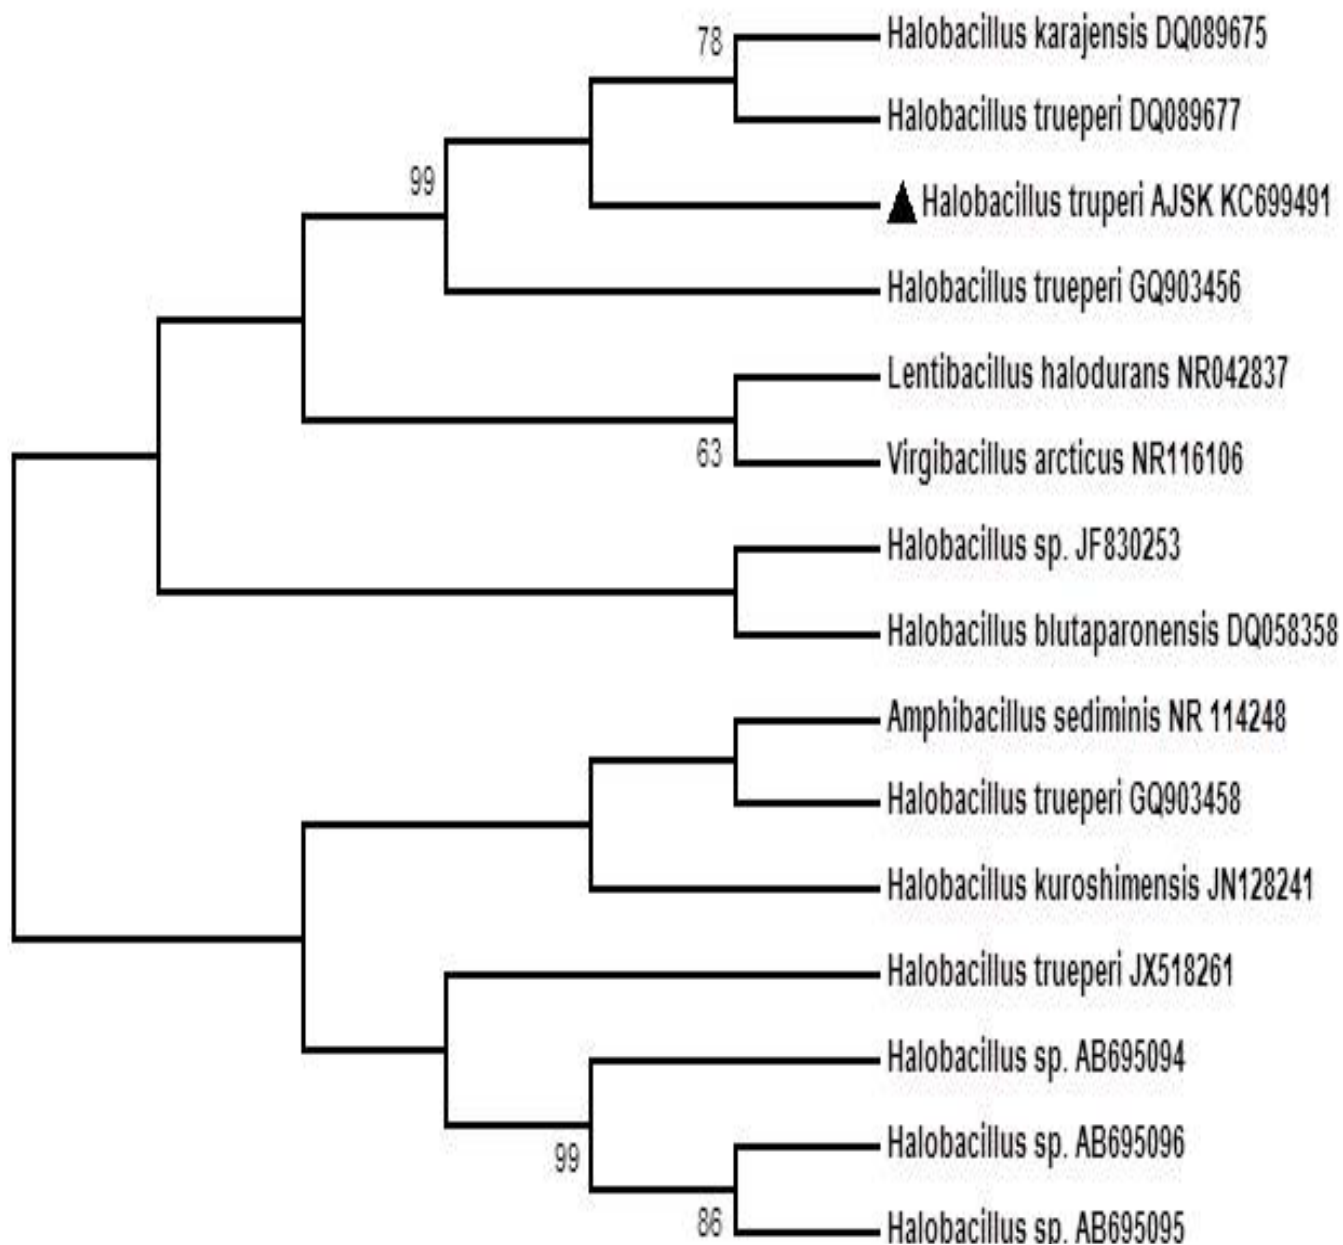 78
Halobacillus karajensis DQ089675
Halobacillus trueperi DQ089677
99
Halobacillus truperi AJSK KC699491
Halobacillus trueperi GQ903456
Lentibacillus halodurans NR042837
63
Virgibacillus arcticus NR116106
Halobacillus sp. JF830253
Halobacillus blutaparonensis DQ058358
Amphibacillus sediminis NR 114248
Halobacillus trueperi GQ903458
Halobacillus kuroshimensis JN128241
Halobacillus trueperi JX518261
Halobacillus sp. AB695094
99
Halobacillus sp. AB695096
86
Halobacillus sp. AB695095